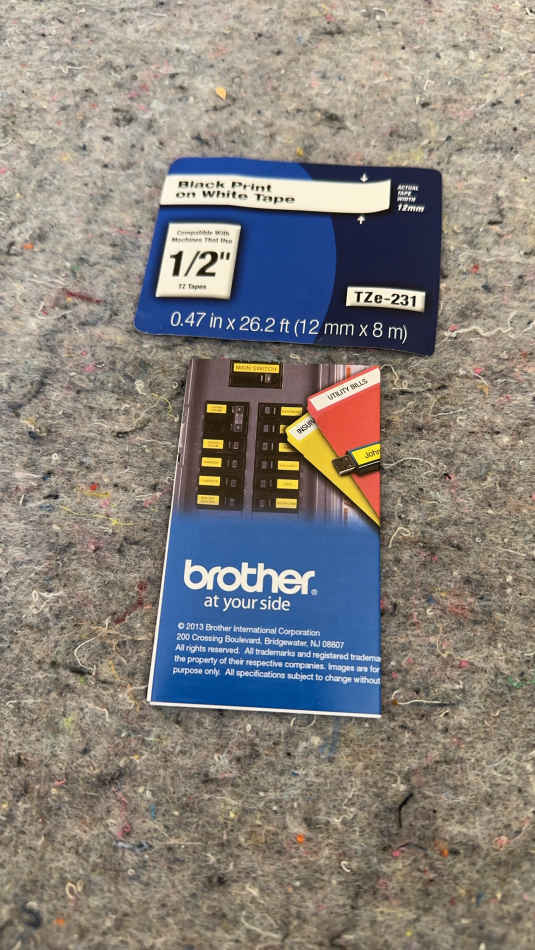 Black Print
on White Tape
ACTUAL
TAPE
WIDTH
12mm
Compatible With
Machines That Use
1/2"
TZ Tapes
TZe-231
0.47 in x 26.2 ft (12 mm x 8 m)
MAIN SWITCH
UTILITY BILLS
INSUR
John
brother®
at your side
© 2013 Brother International Corporation
200 Crossing Boulevard, Bridgewater, NJ 08807
All rights reserved. All trademarks and registered tradema
the property of their respective companies. Images are for
purpose only. All specifications subject to change without